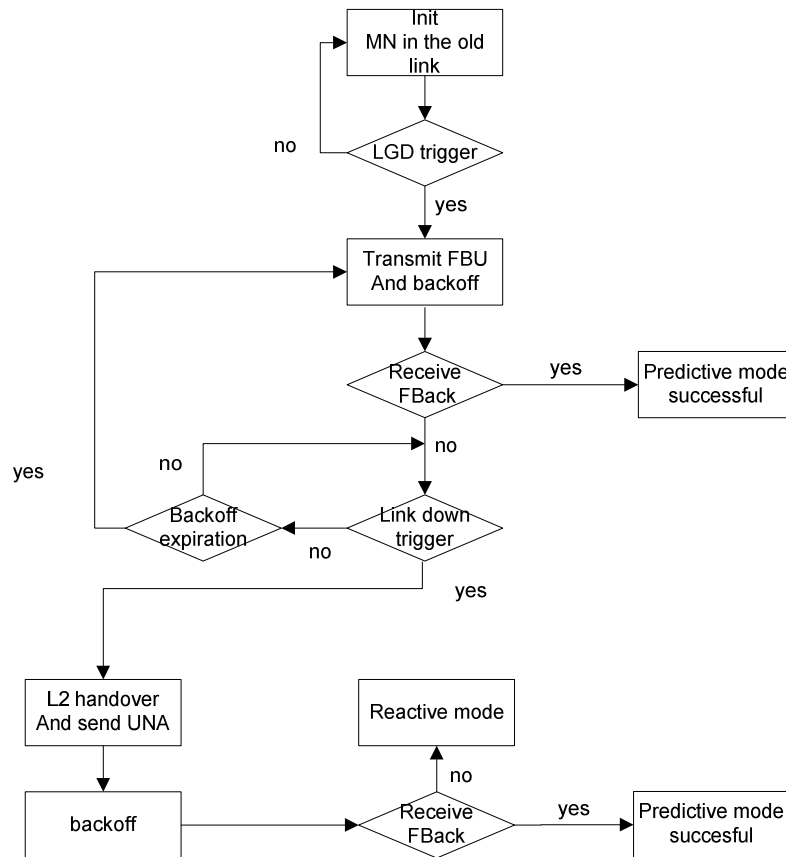 Init
MN in the old
link
no
LGD trigger
yes
Transmit FBU
And backoff
Receive
FBack
yes
Predictive mode
successful
no
no
yes
Backoff
expiration
no
Link down
trigger
yes
L2 handover
And send UNA
Reactive mode
no
backoff
Receive
FBack
yes
Predictive mode
succesful